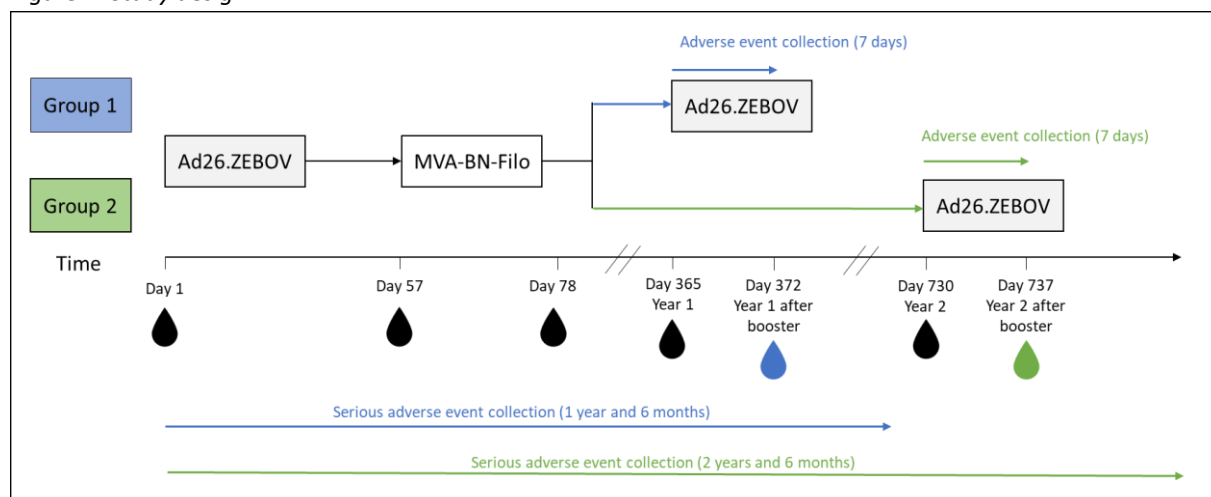 Adverse event collection (7 days)
Group 1
Ad26.ZEBOV
Adverse event collection (7 days)
Ad26.ZEBOV
MVA-BN-Filo
Group 2
Ad26.ZEBOV
Time
Day 1
Day 57
Day 78
Day 365
Year 1
Day 372
Year 1 after
booster
Day 730
Year 2
Day 737
Year 2 after
booster
Serious adverse event collection (1 year and 6 months)
Serious adverse event collection (2 years and 6 months)